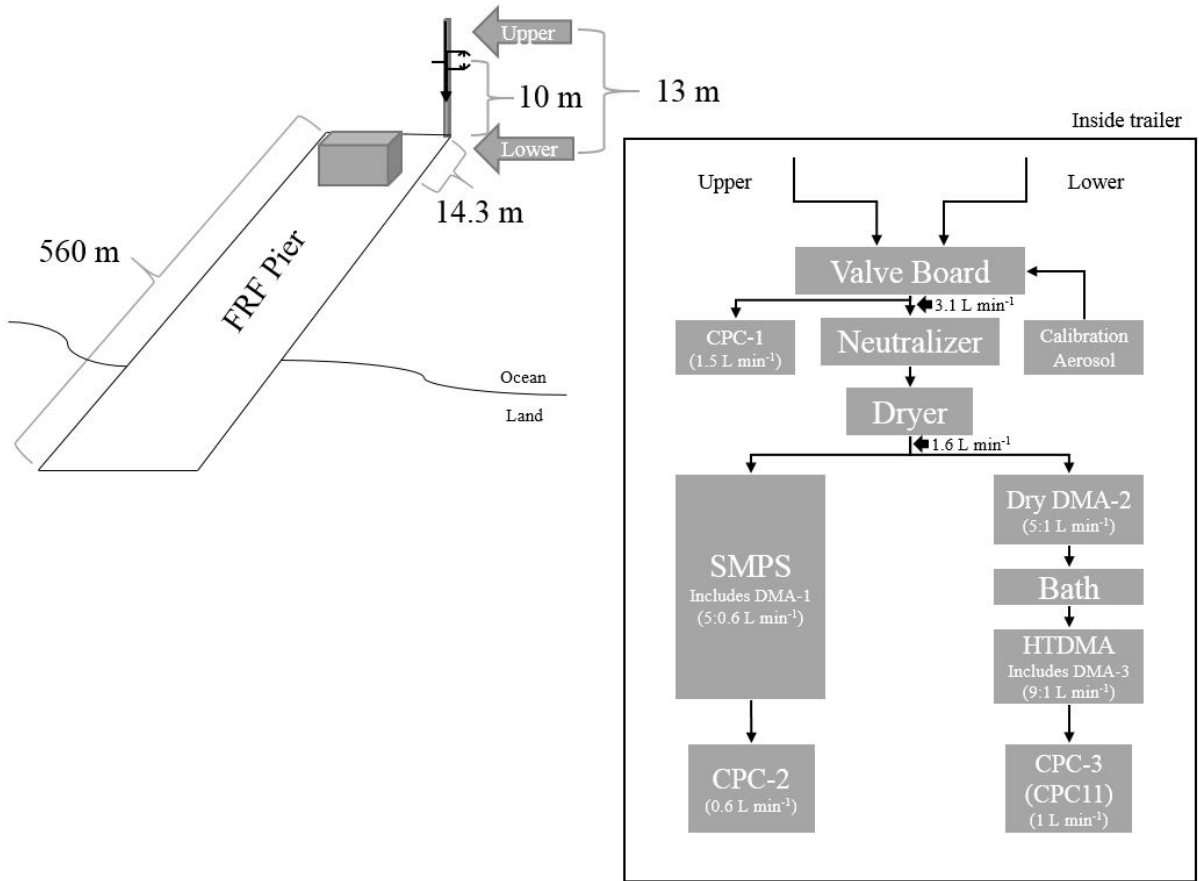 Upper
10 m
13 m
Lower
14.3 m
560 m
FRF Pier
Ocean
Land
Inside trailer
Upper
Lower
Valve Board
3.1 L min⁻¹
CPC-1
(1.5 L min⁻¹)
Neutralizer
Calibration
Aerosol
Dryer
1.6 L min⁻¹
SMPS
Includes DMA-1
(5:0.6 L min⁻¹)
Dry DMA-2
(5:1 L min⁻¹)
Bath
HTDMA
Includes DMA-3
(9:1 L min⁻¹)
CPC-2
(0.6 L min⁻¹)
CPC-3
(CPC11)
(1 L min⁻¹)